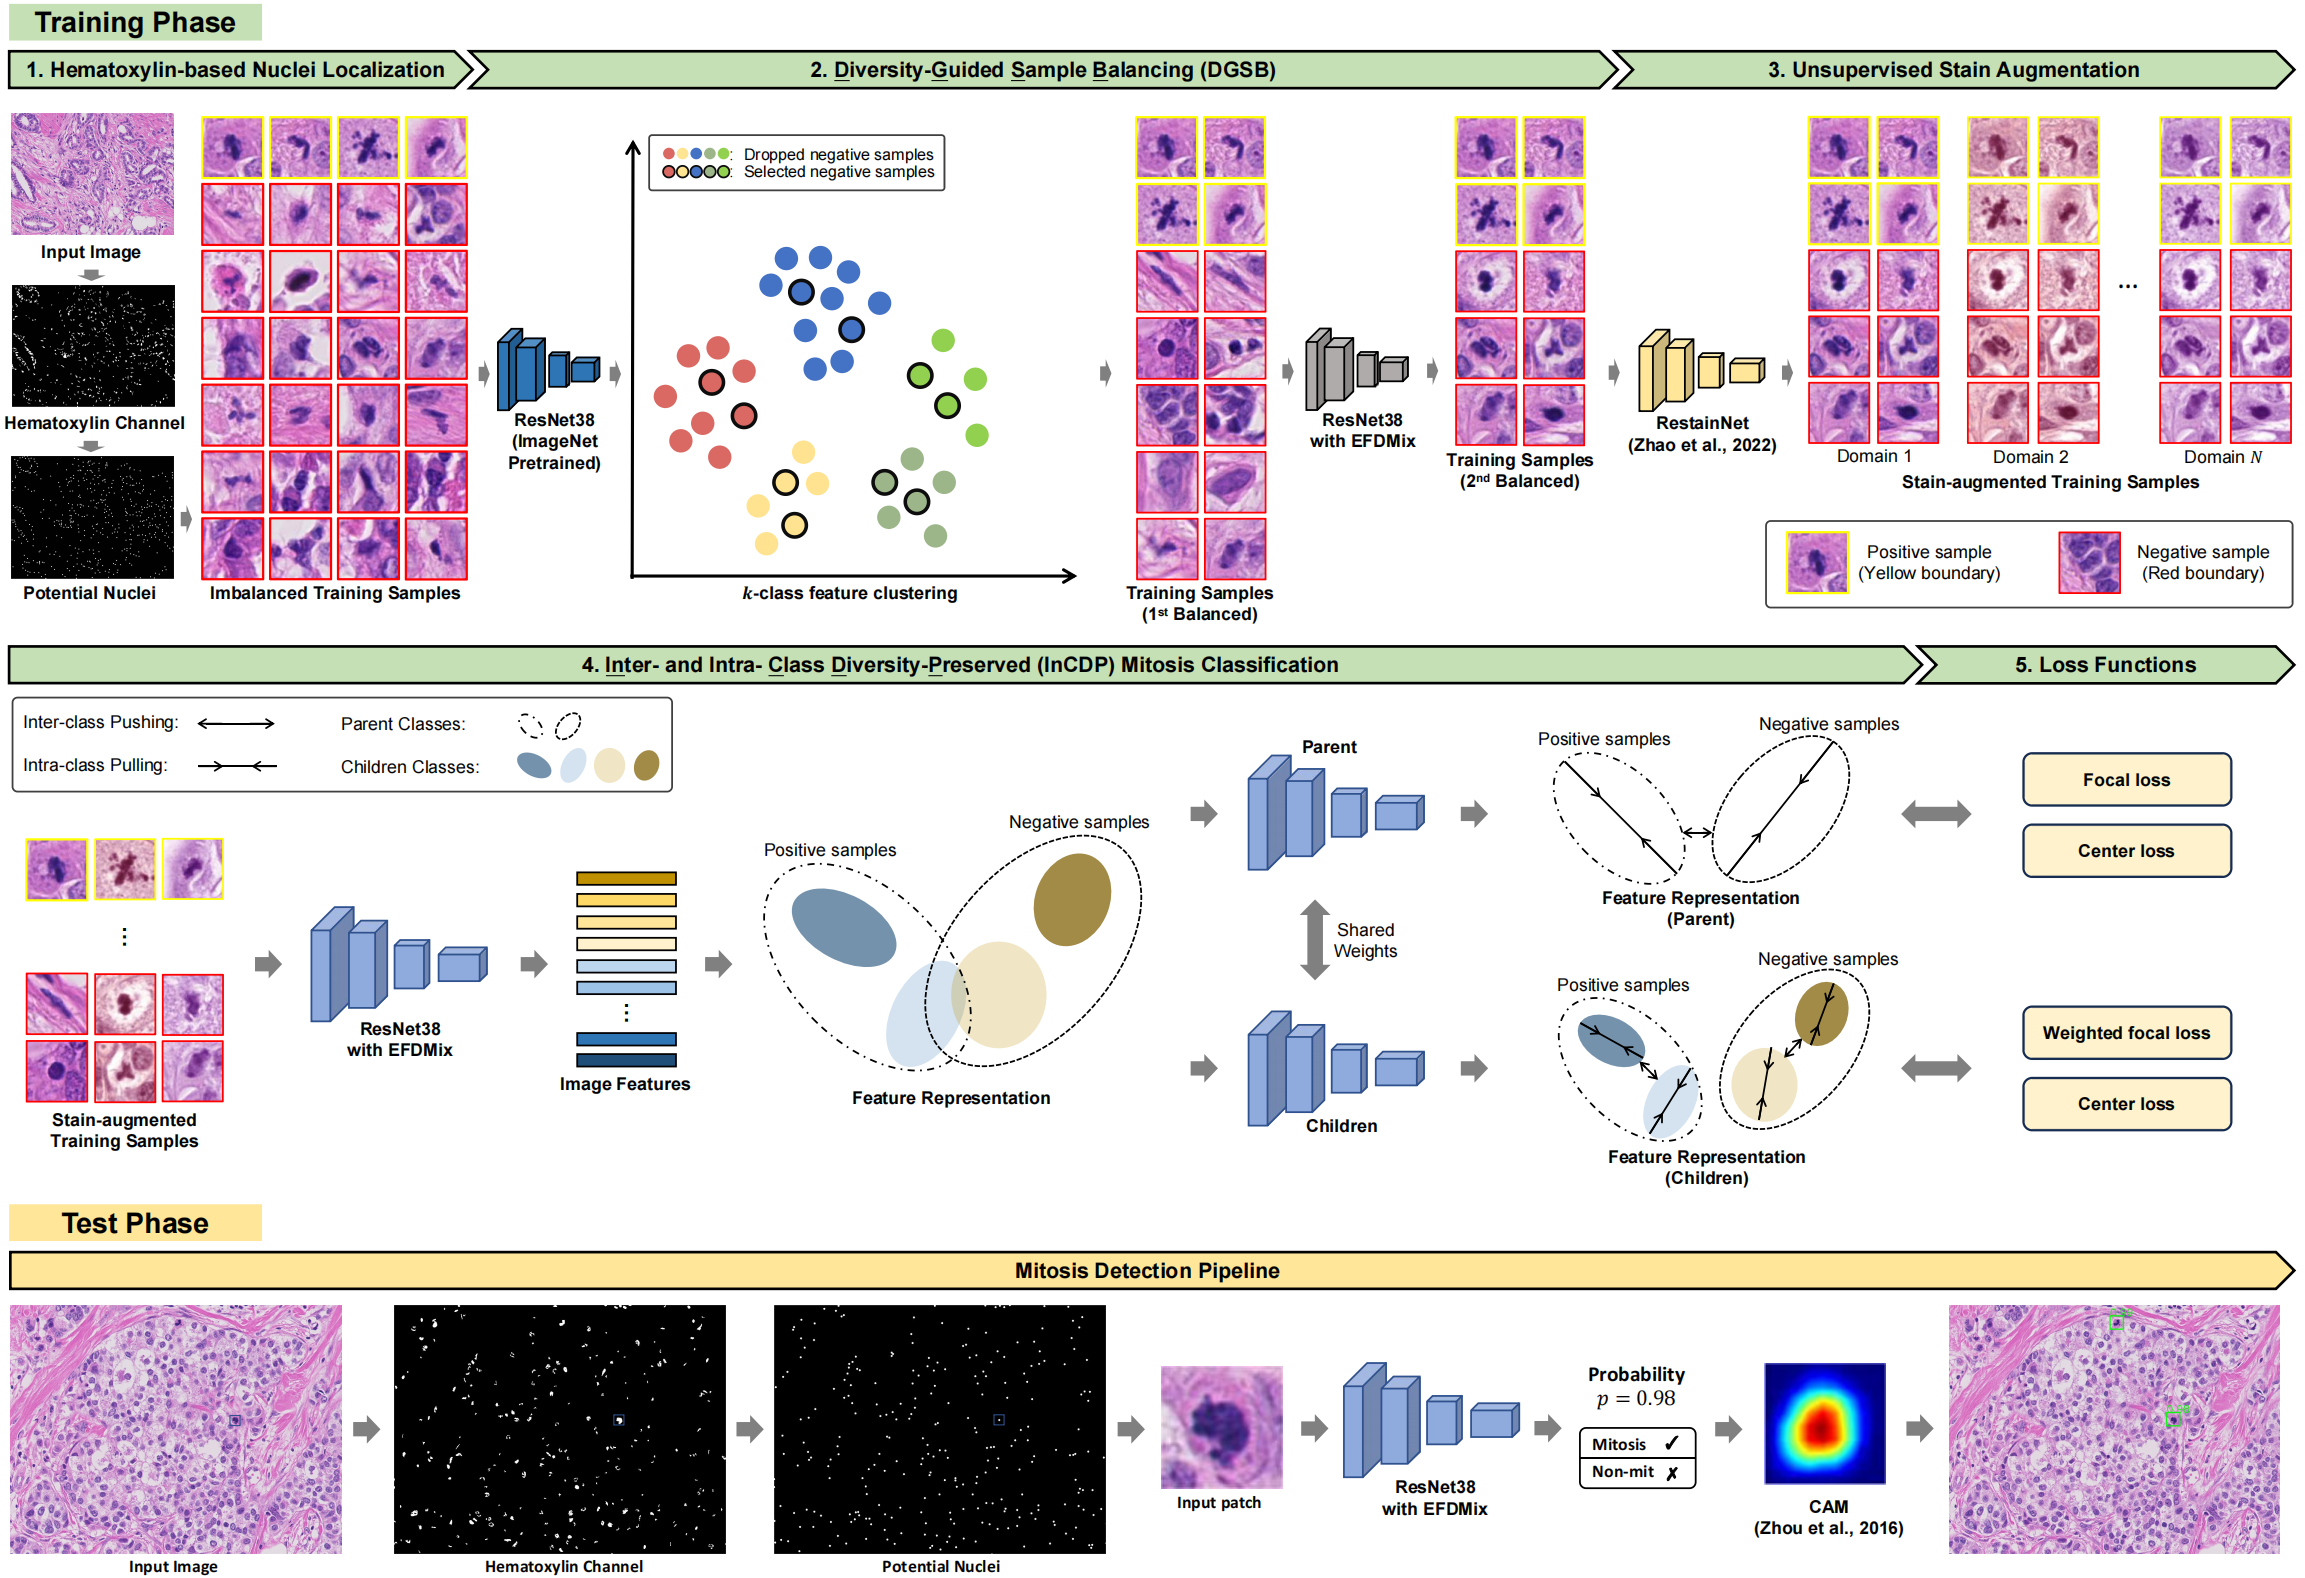 Training Phase
1. Hematoxylin-based Nuclei Localization
2. Diversity-Guided Sample Balancing (DGSB)
3. Unsupervised Stain Augmentation
Input Image
Hematoxylin Channel
Potential Nuclei
Imbalanced Training Samples
ResNet38
(ImageNet
Pretrained)
: Dropped negative samples
: Selected negative samples
k-class feature clustering
Training Samples
(1st Balanced)
ResNet38
with EFDMix
Training Samples
(2nd Balanced)
RestainNet
(Zhao et al., 2022)
Domain 1
Domain 2
...
Domain N
Stain-augmented Training Samples
Positive sample
(Yellow boundary)
Negative sample
(Red boundary)
4. Inter- and Intra- Class Diversity-Preserved (InCDP) Mitosis Classification
5. Loss Functions
Inter-class Pushing:
Parent Classes:
Intra-class Pulling:
Children Classes:
Stain-augmented
Training Samples
ResNet38
with EFDMix
Image Features
Positive samples
Negative samples
Feature Representation
Parent
Shared
Weights
Children
Positive samples
Negative samples
Feature Representation
(Parent)
Positive samples
Negative samples
Feature Representation
(Children)
Focal loss
Center loss
Weighted focal loss
Center loss
Test Phase
Mitosis Detection Pipeline
Input Image
Hematoxylin Channel
Potential Nuclei
Input patch
ResNet38
with EFDMix
Probability
p = 0.98
Mitosis ✓
Non-mit ✗
CAM
(Zhou et al., 2016)